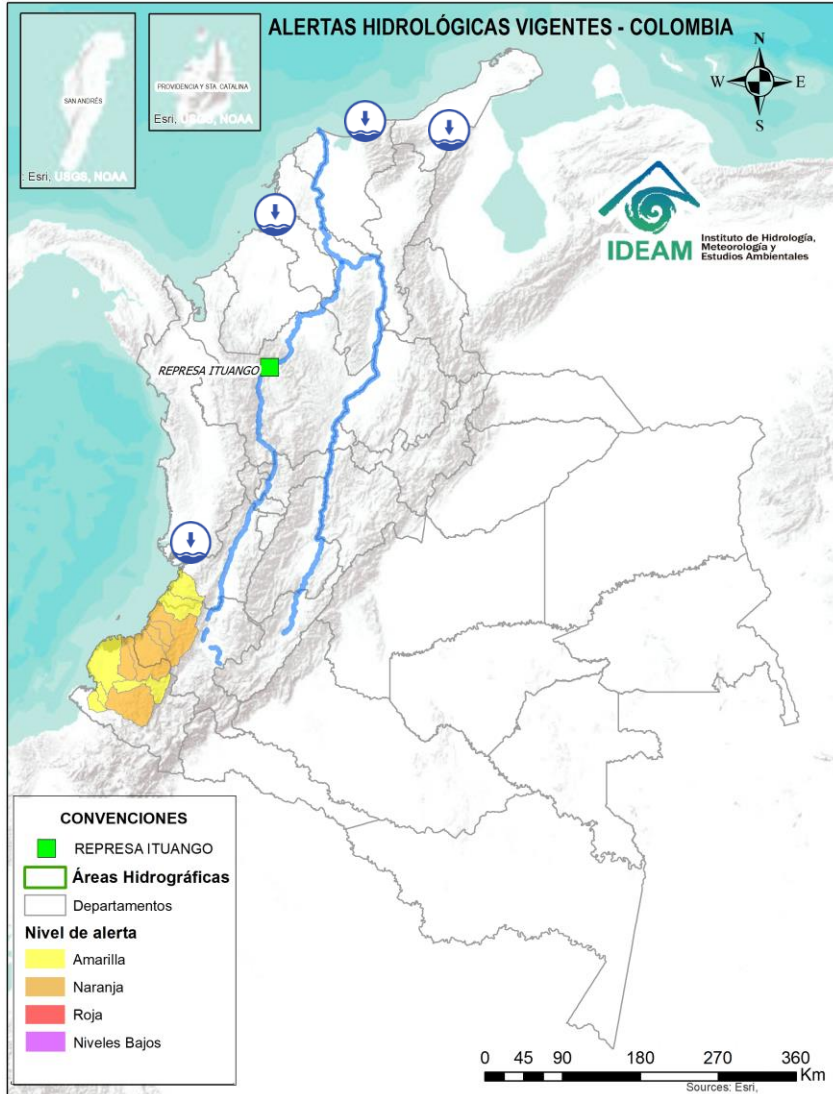 ALERTAS HIDROLÓGICAS VIGENTES - COLOMBIA
SAN ANDRÉS
: Esri, USGS, NOAA
PROVIDENCIA Y STA. CATALINA
Esri, USGS, NOAA
N
W
E
S
IDEAM
Instituto de Hidrología,
Meteorología y
Estudios Ambientales
REPRESA ITUANGO
CONVENCIONES
REPRESA ITUANGO
Áreas Hidrográficas
Departamentos
Nivel de alerta
Amarilla
Naranja
Roja
Niveles Bajos
0 45 90 180 270 360
Km
Sources: Esri,